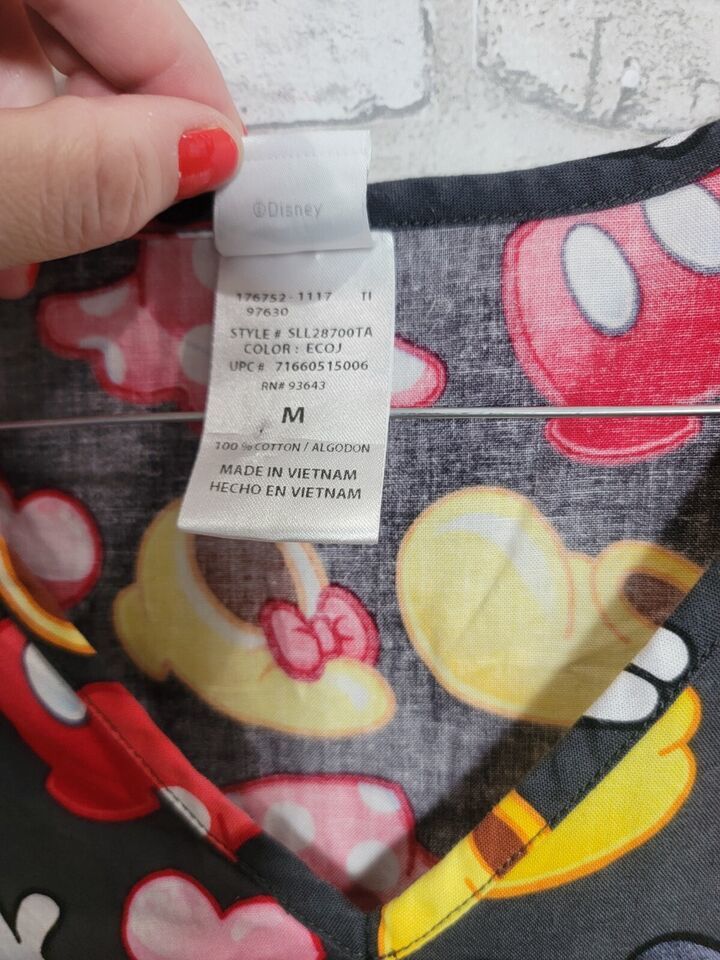 ©Disney
176752-1117 TI
97630
STYLE # SLL28700TA
COLOR : ECOJ
UPC # 71660515006
RN# 93643
M
100 % COTTON / ALGODON
MADE IN VIETNAM
HECHO EN VIETNAM